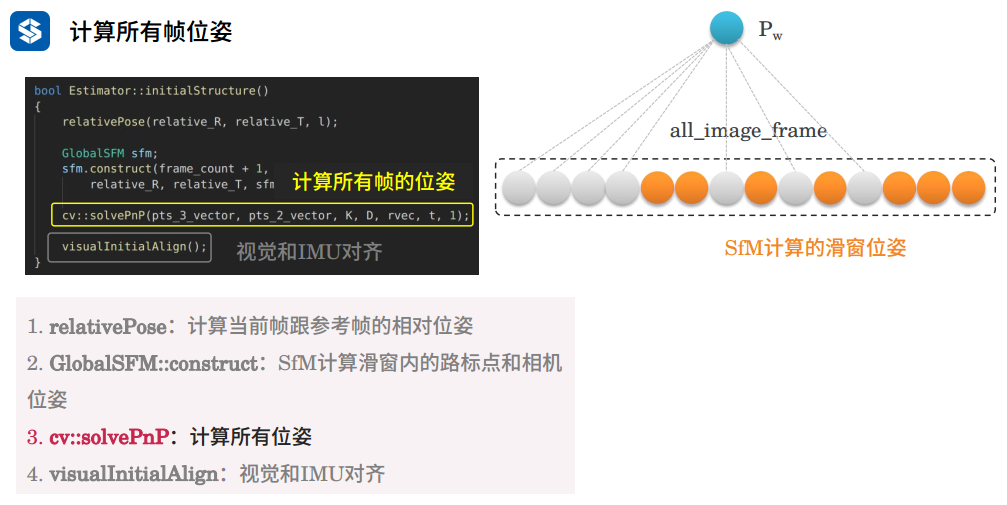 计算所有帧位姿
bool Estimator::initialStructure()
{
relativePose(relative_R, relative_T, l);
GlobalSFM sfm;
sfm.construct(frame_count + 1,
relative_R, relative_T, sfm
计算所有帧的位姿
cv::solvePnP(pts_3_vector, pts_2_vector, K, D, rvec, t, 1);
visualInitialAlign();
视觉和IMU对齐
}
Pw
all_image_frame
SfM计算的滑窗位姿
1. relativePose：计算当前帧跟参考帧的相对位姿
2. GlobalSFM::construct：SfM计算滑窗内的路标点和相机
位姿
3. cv::solvePnP：计算所有位姿
4. visualInitialAlign：视觉和IMU对齐